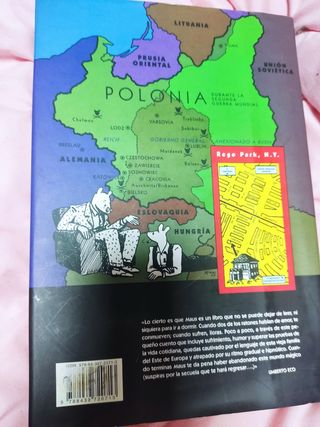 LITUANIA
PRUSIA
ORIENTAL
UNIÓN
SOVIÉTICA
POLONIA
DURANTE LA
SEGUNDA
GUERRA MUNDIAL
Chelmno
VARSOVIA
Treblinka
Sobibor
LODZ
REICH
GOBIERNO GENERAL
LUBLIN
ANEXIONADO A RUSIA
BRESLAU
Majdanek
Belzec
ALEMANIA
CZESTOCHOWA
ZAWIERCIE
SOSNOWIEC
CRACOVIA
Auschwitz/Birkenau
BIELSKO
ESLOVAQUIA
HUNGRÍA
Rego Park, N.Y.
«Lo cierto es que Maus es un libro que no se puede dejar de leer, ni
siquiera para ir a dormir. Cuando dos de los ratones hablan de amor, te
conmueven; cuando sufren, lloras. Poco a poco, a través de este pe-
queño cuento que incluye sufrimiento, humor y superar las pruebas de
la vida cotidiana, quedas cautivado por el lenguaje de esta vieja familia
del Este de Europa y atrapado por su ritmo gradual e hipnótico. Cuan-
do terminas Maus te da pena haber abandonado este mundo mágico
(suspiras por la secuela que te hará regresar...)»
UMBERTO ECO